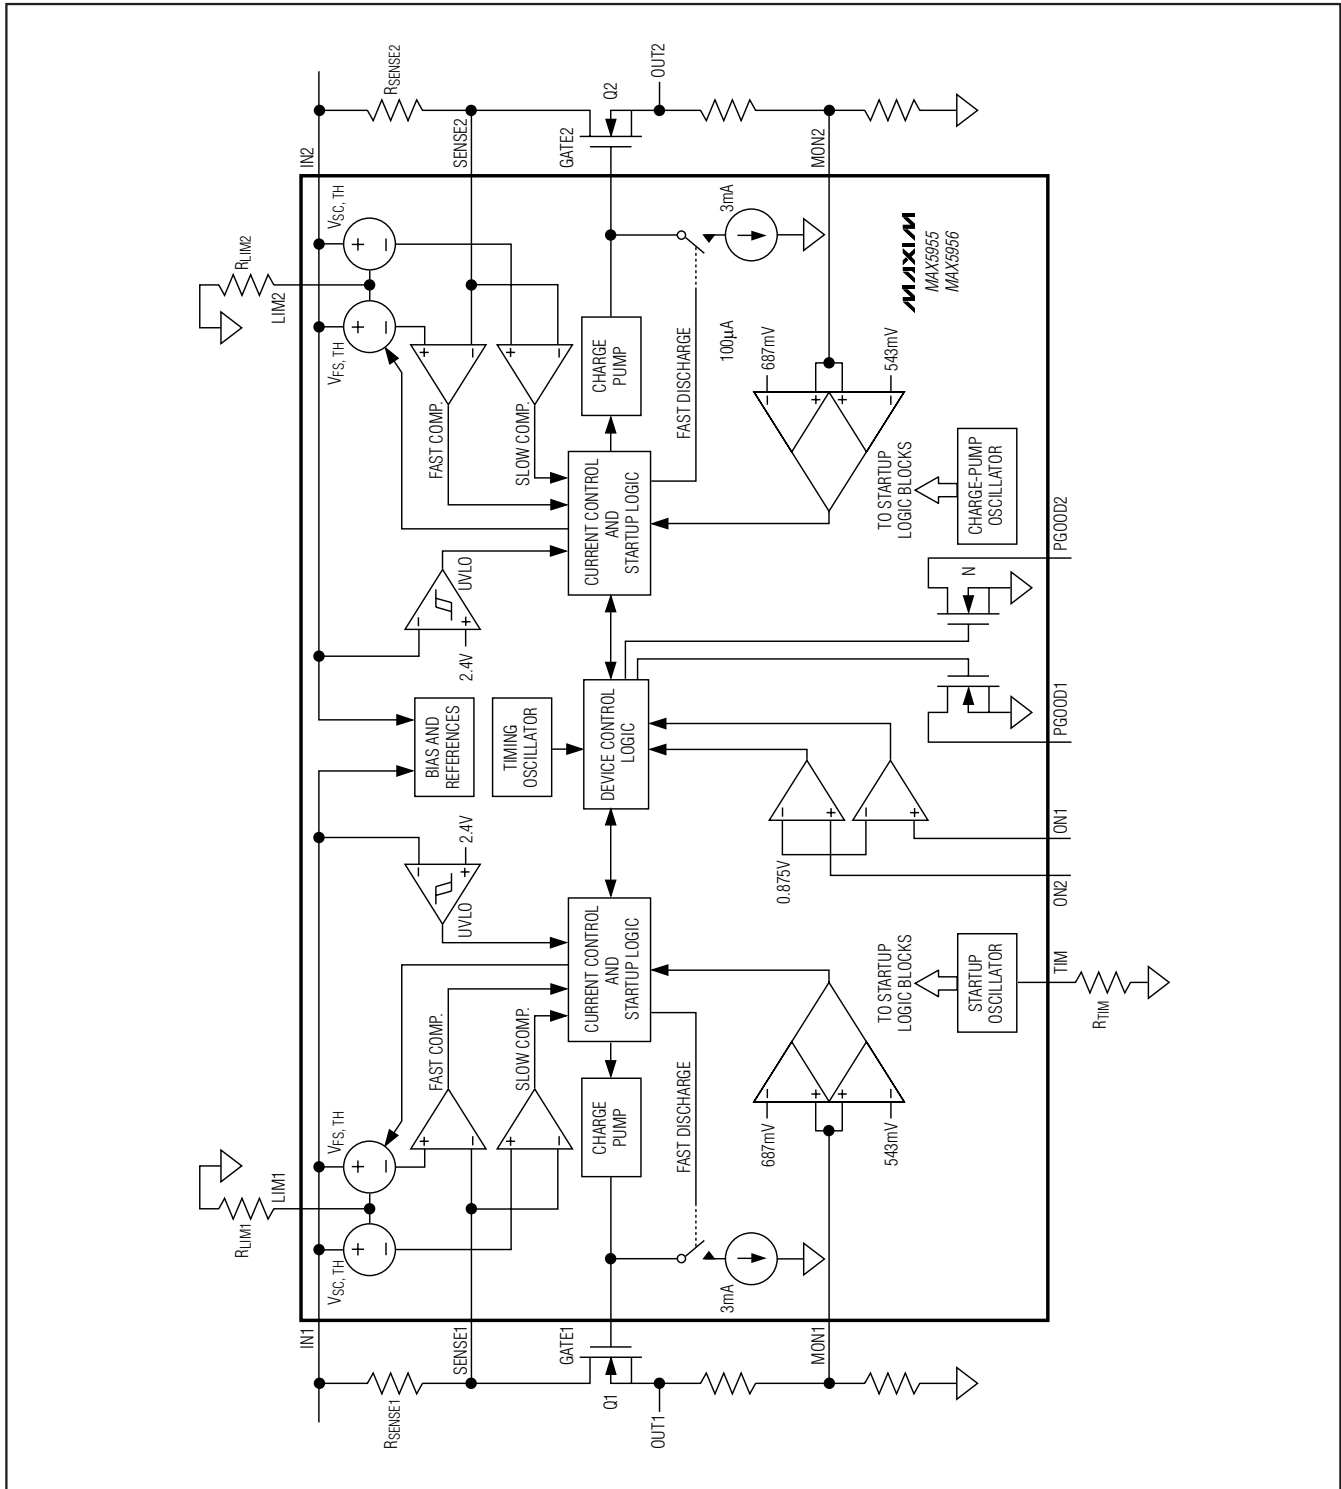 RSENSE2
IN2
SENSE2
GATE2
Q2
OUT2
MON2
RLIM2
LIM2
VSC, TH
VFS, TH
+
−
+
−
FAST COMP.
+
−
SLOW COMP.
+
−
CHARGE
PUMP
FAST DISCHARGE
3mA
100µA
687mV
543mV
−
+
+
−
MAXIM
MAX5955
MAX5956
CURRENT CONTROL
AND
STARTUP LOGIC
UVLO
−
+
2.4V
TO STARTUP
LOGIC BLOCKS
CHARGE-PUMP
OSCILLATOR
PGOOD2
N
BIAS AND
REFERENCES
TIMING
OSCILLATOR
DEVICE CONTROL
LOGIC
PGOOD1
−
+
−
+
0.875V
ON1
ON2
−
+
2.4V
UVLO
CURRENT CONTROL
AND
STARTUP LOGIC
TO STARTUP
LOGIC BLOCKS
STARTUP
OSCILLATOR
TIM
RTIM
FAST COMP.
+
−
SLOW COMP.
+
−
CHARGE
PUMP
FAST DISCHARGE
3mA
687mV
543mV
−
+
+
−
RLIM1
LIM1
VFS, TH
VSC, TH
+
−
+
−
IN1
SENSE1
GATE1
MON1
RSENSE1
Q1
OUT1